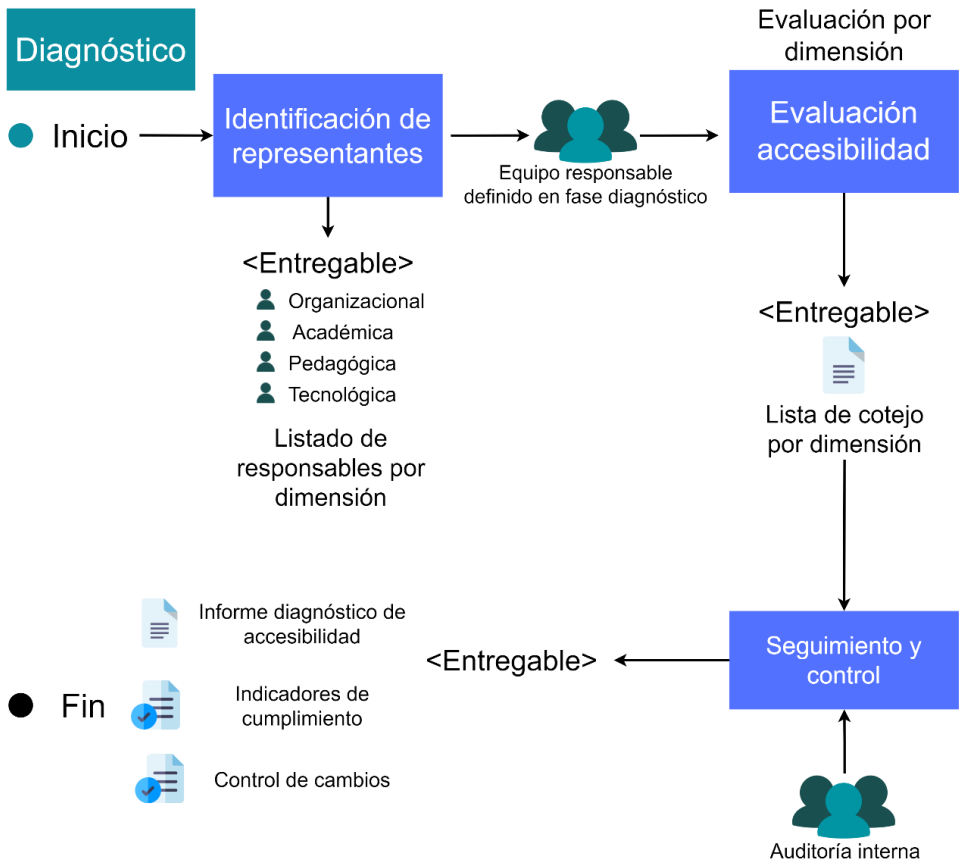 Diagnóstico
Inicio
Identificación de
representantes
Equipo responsable
definido en fase diagnóstico
Evaluación por
dimensión
Evaluación
accesibilidad
<Entregable>
Organizacional
Académica
Pedagógica
Tecnológica
Listado de
responsables por
dimensión
<Entregable>
Lista de cotejo
por dimensión
Seguimiento y
control
Auditoría interna
<Entregable>
Informe diagnóstico de
accesibilidad
Indicadores de
cumplimiento
Control de cambios
Fin